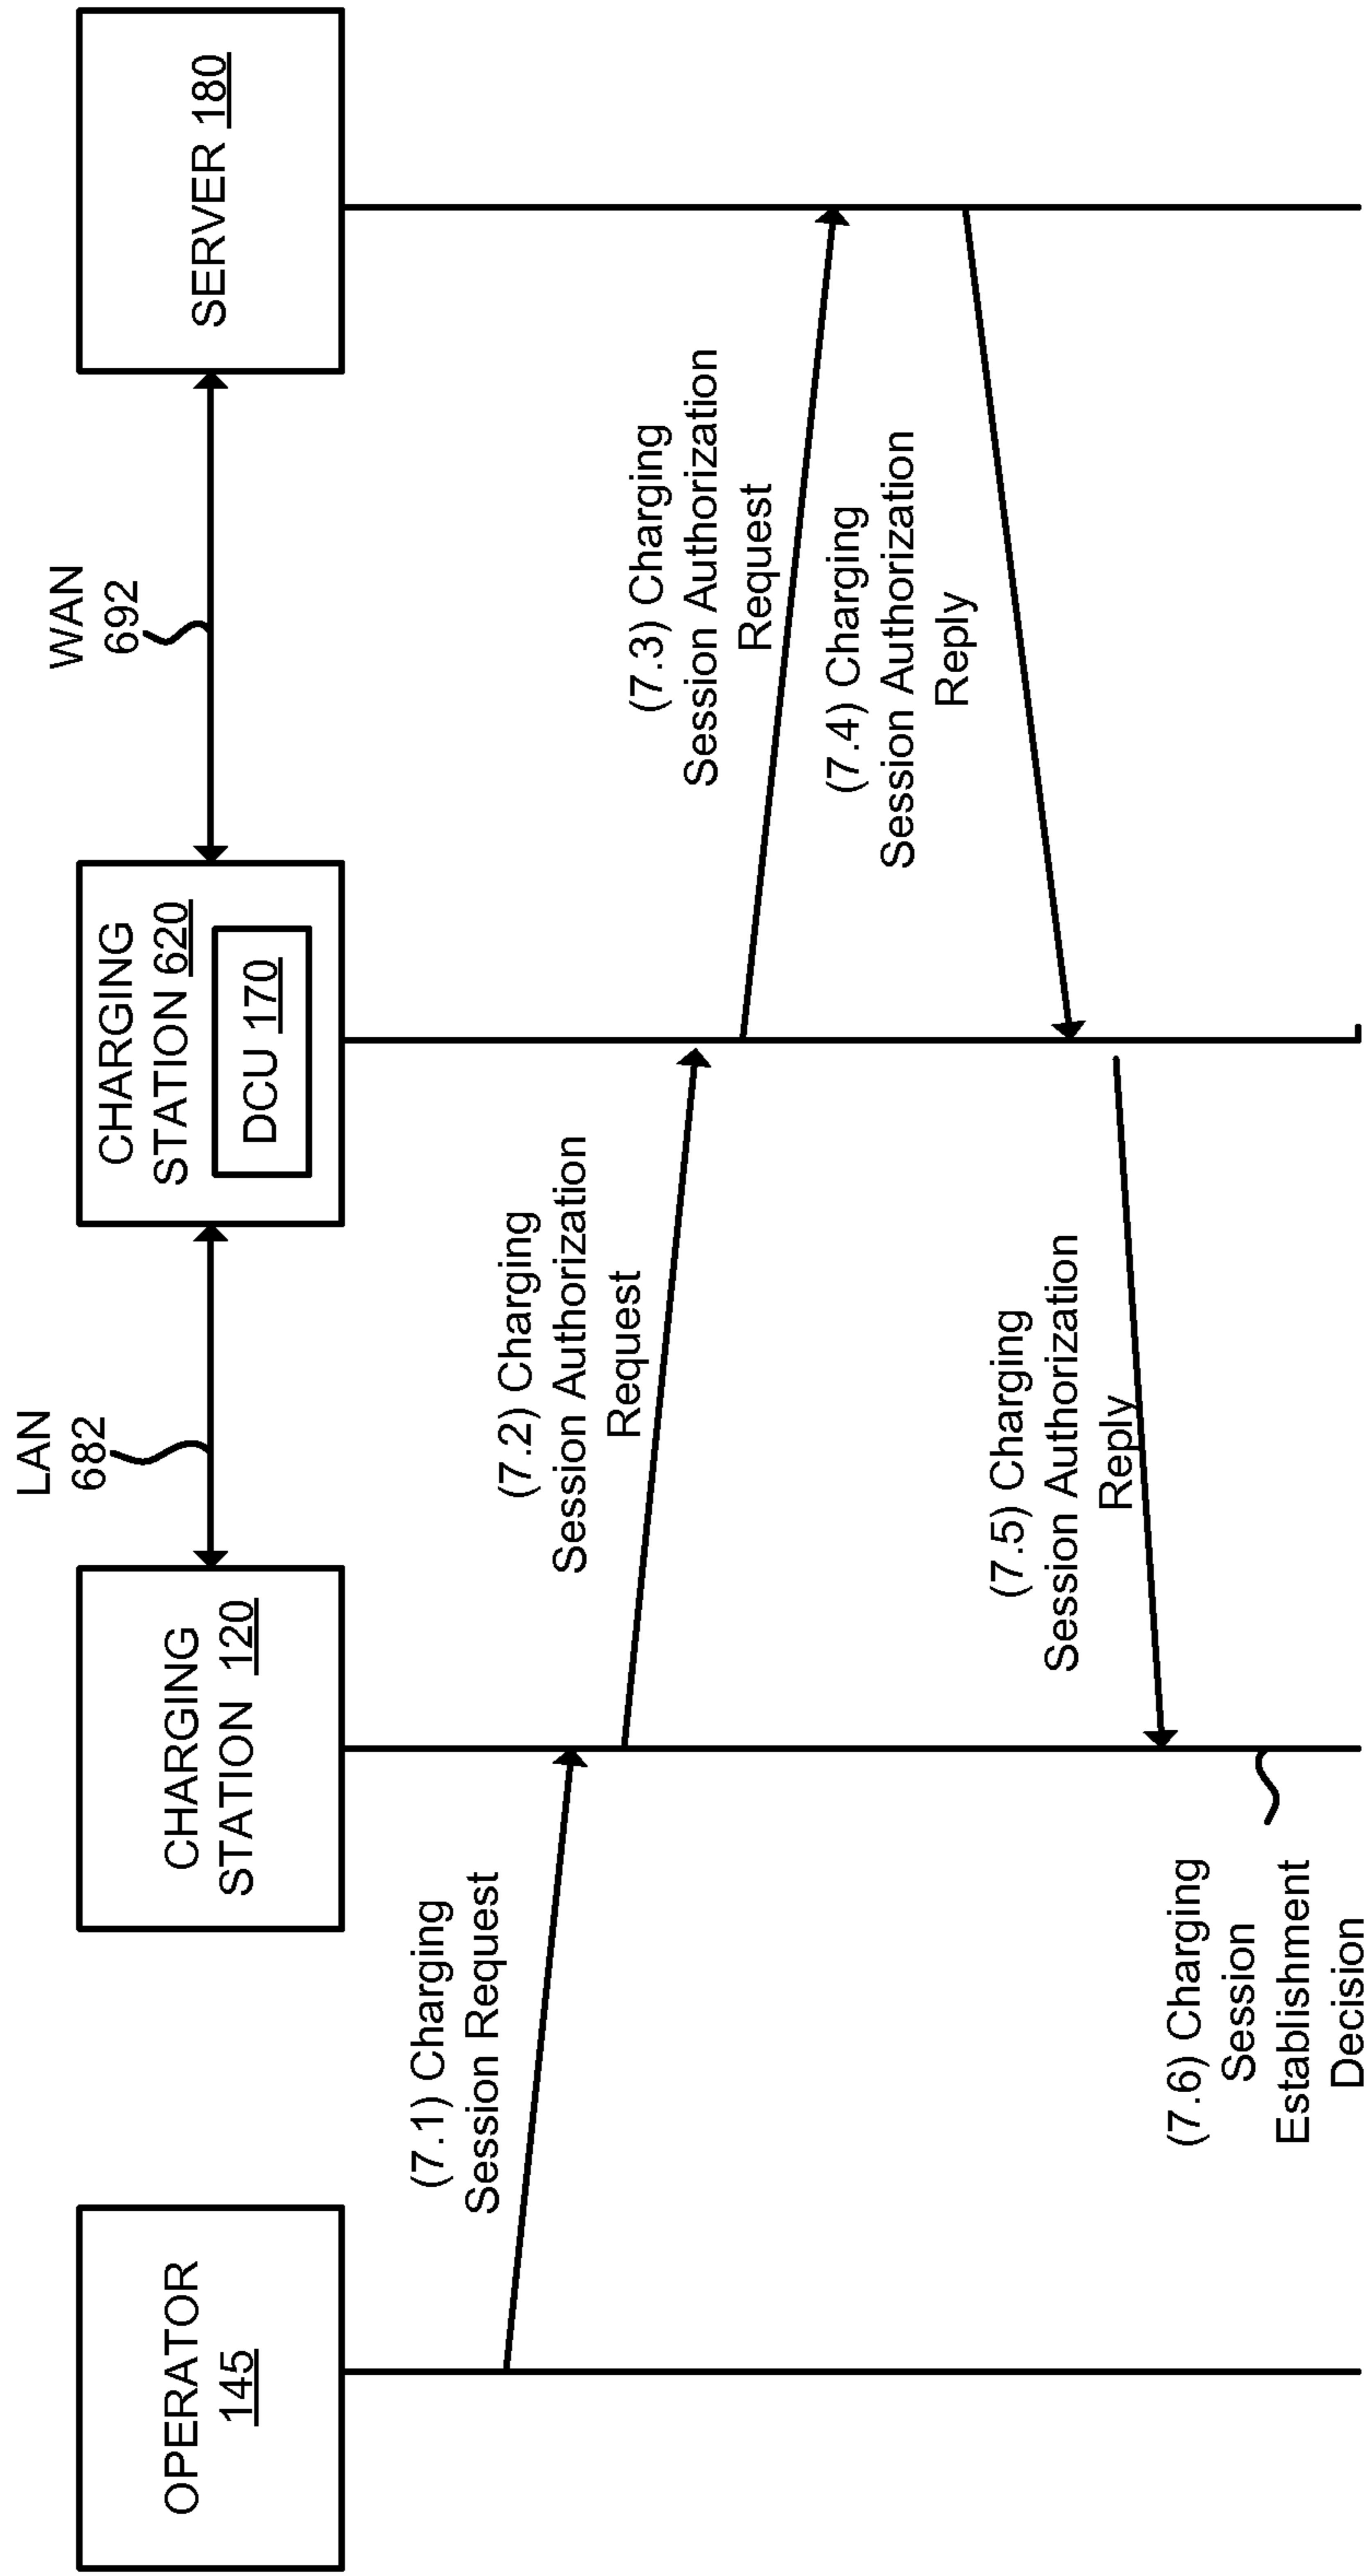 OPERATOR
145
CHARGING
STATION 120
LAN
682
CHARGING
STATION 620
DCU 170
WAN
692
SERVER 180
(7.1) Charging
Session Request
(7.2) Charging
Session Authorization
Request
(7.3) Charging
Session Authorization
Request
(7.4) Charging
Session Authorization
Reply
(7.5) Charging
Session Authorization
Reply
(7.6) Charging
Session
Establishment
Decision